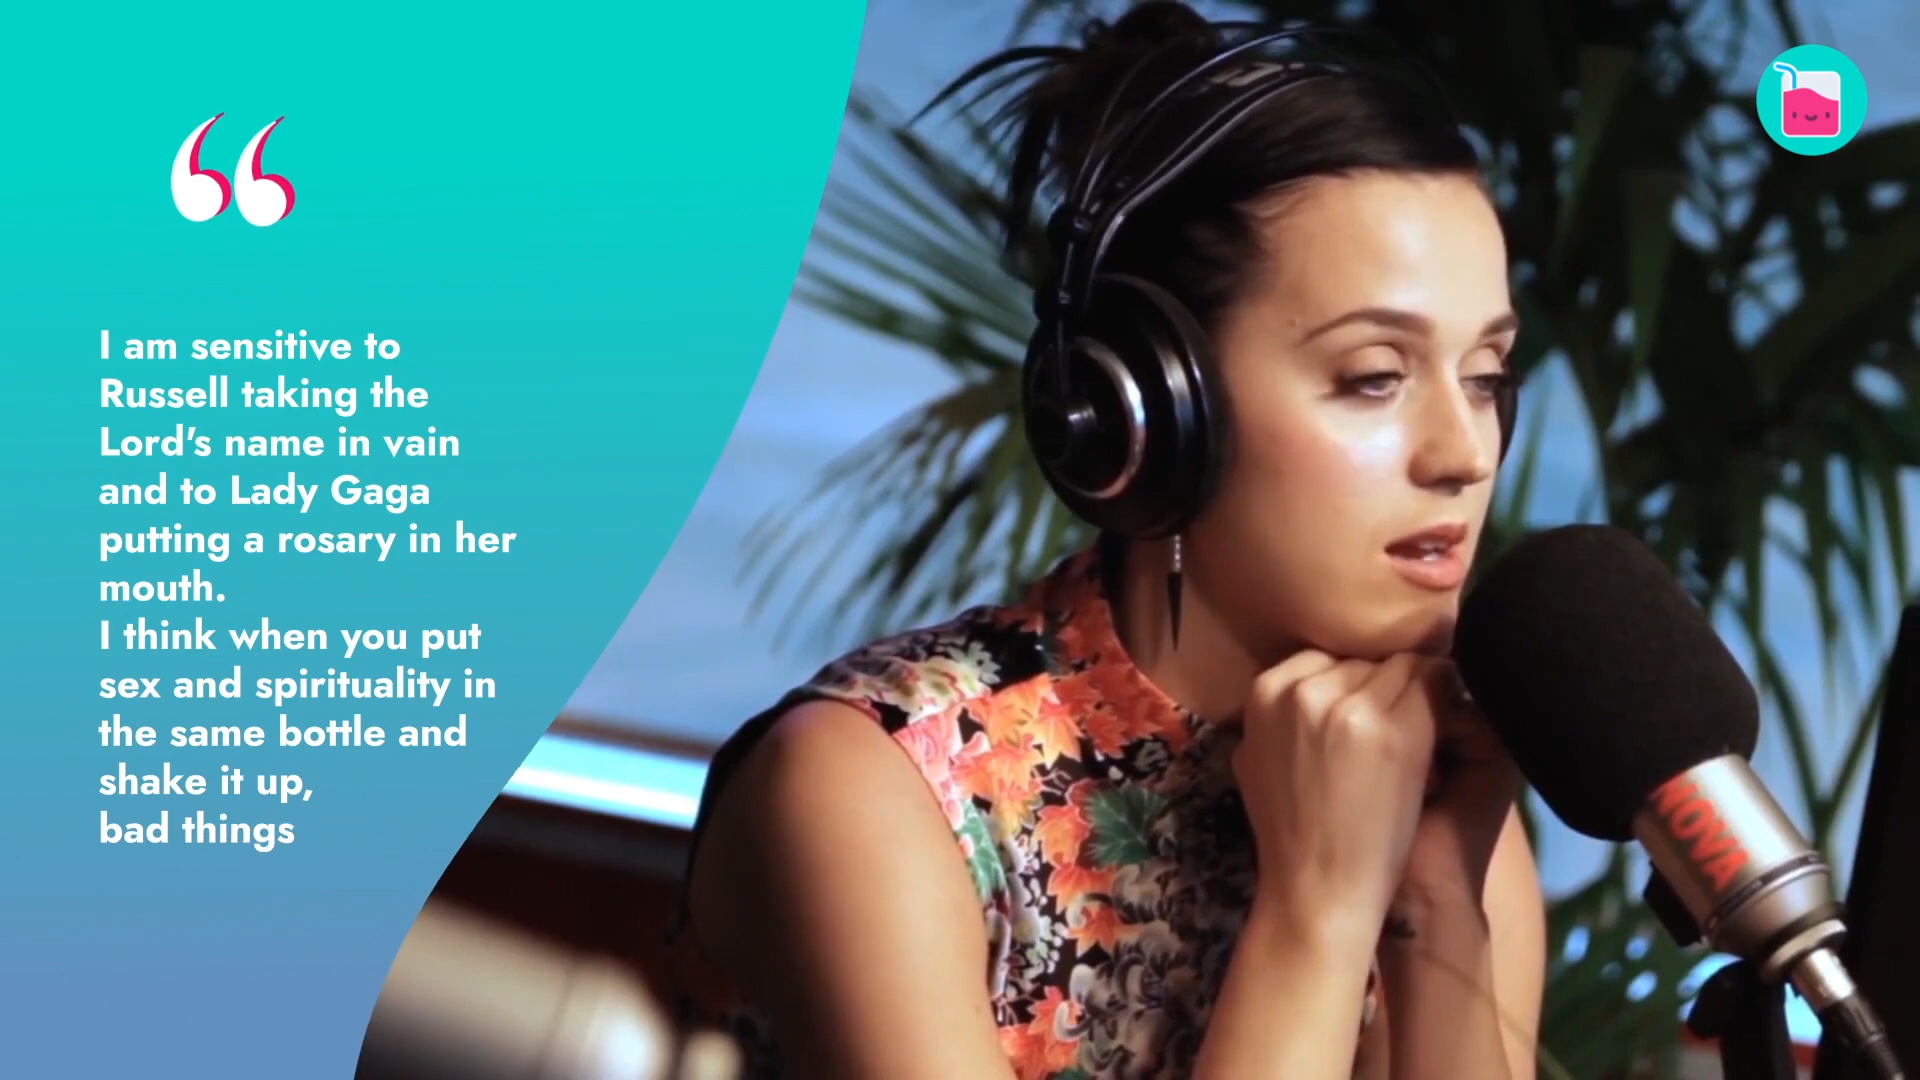 I am sensitive to
Russell taking the
Lord's name in vain
and to Lady Gaga
putting a rosary in her
mouth.
I think when you put
sex and spirituality in
the same bottle and
shake it up,
bad things
NOVA